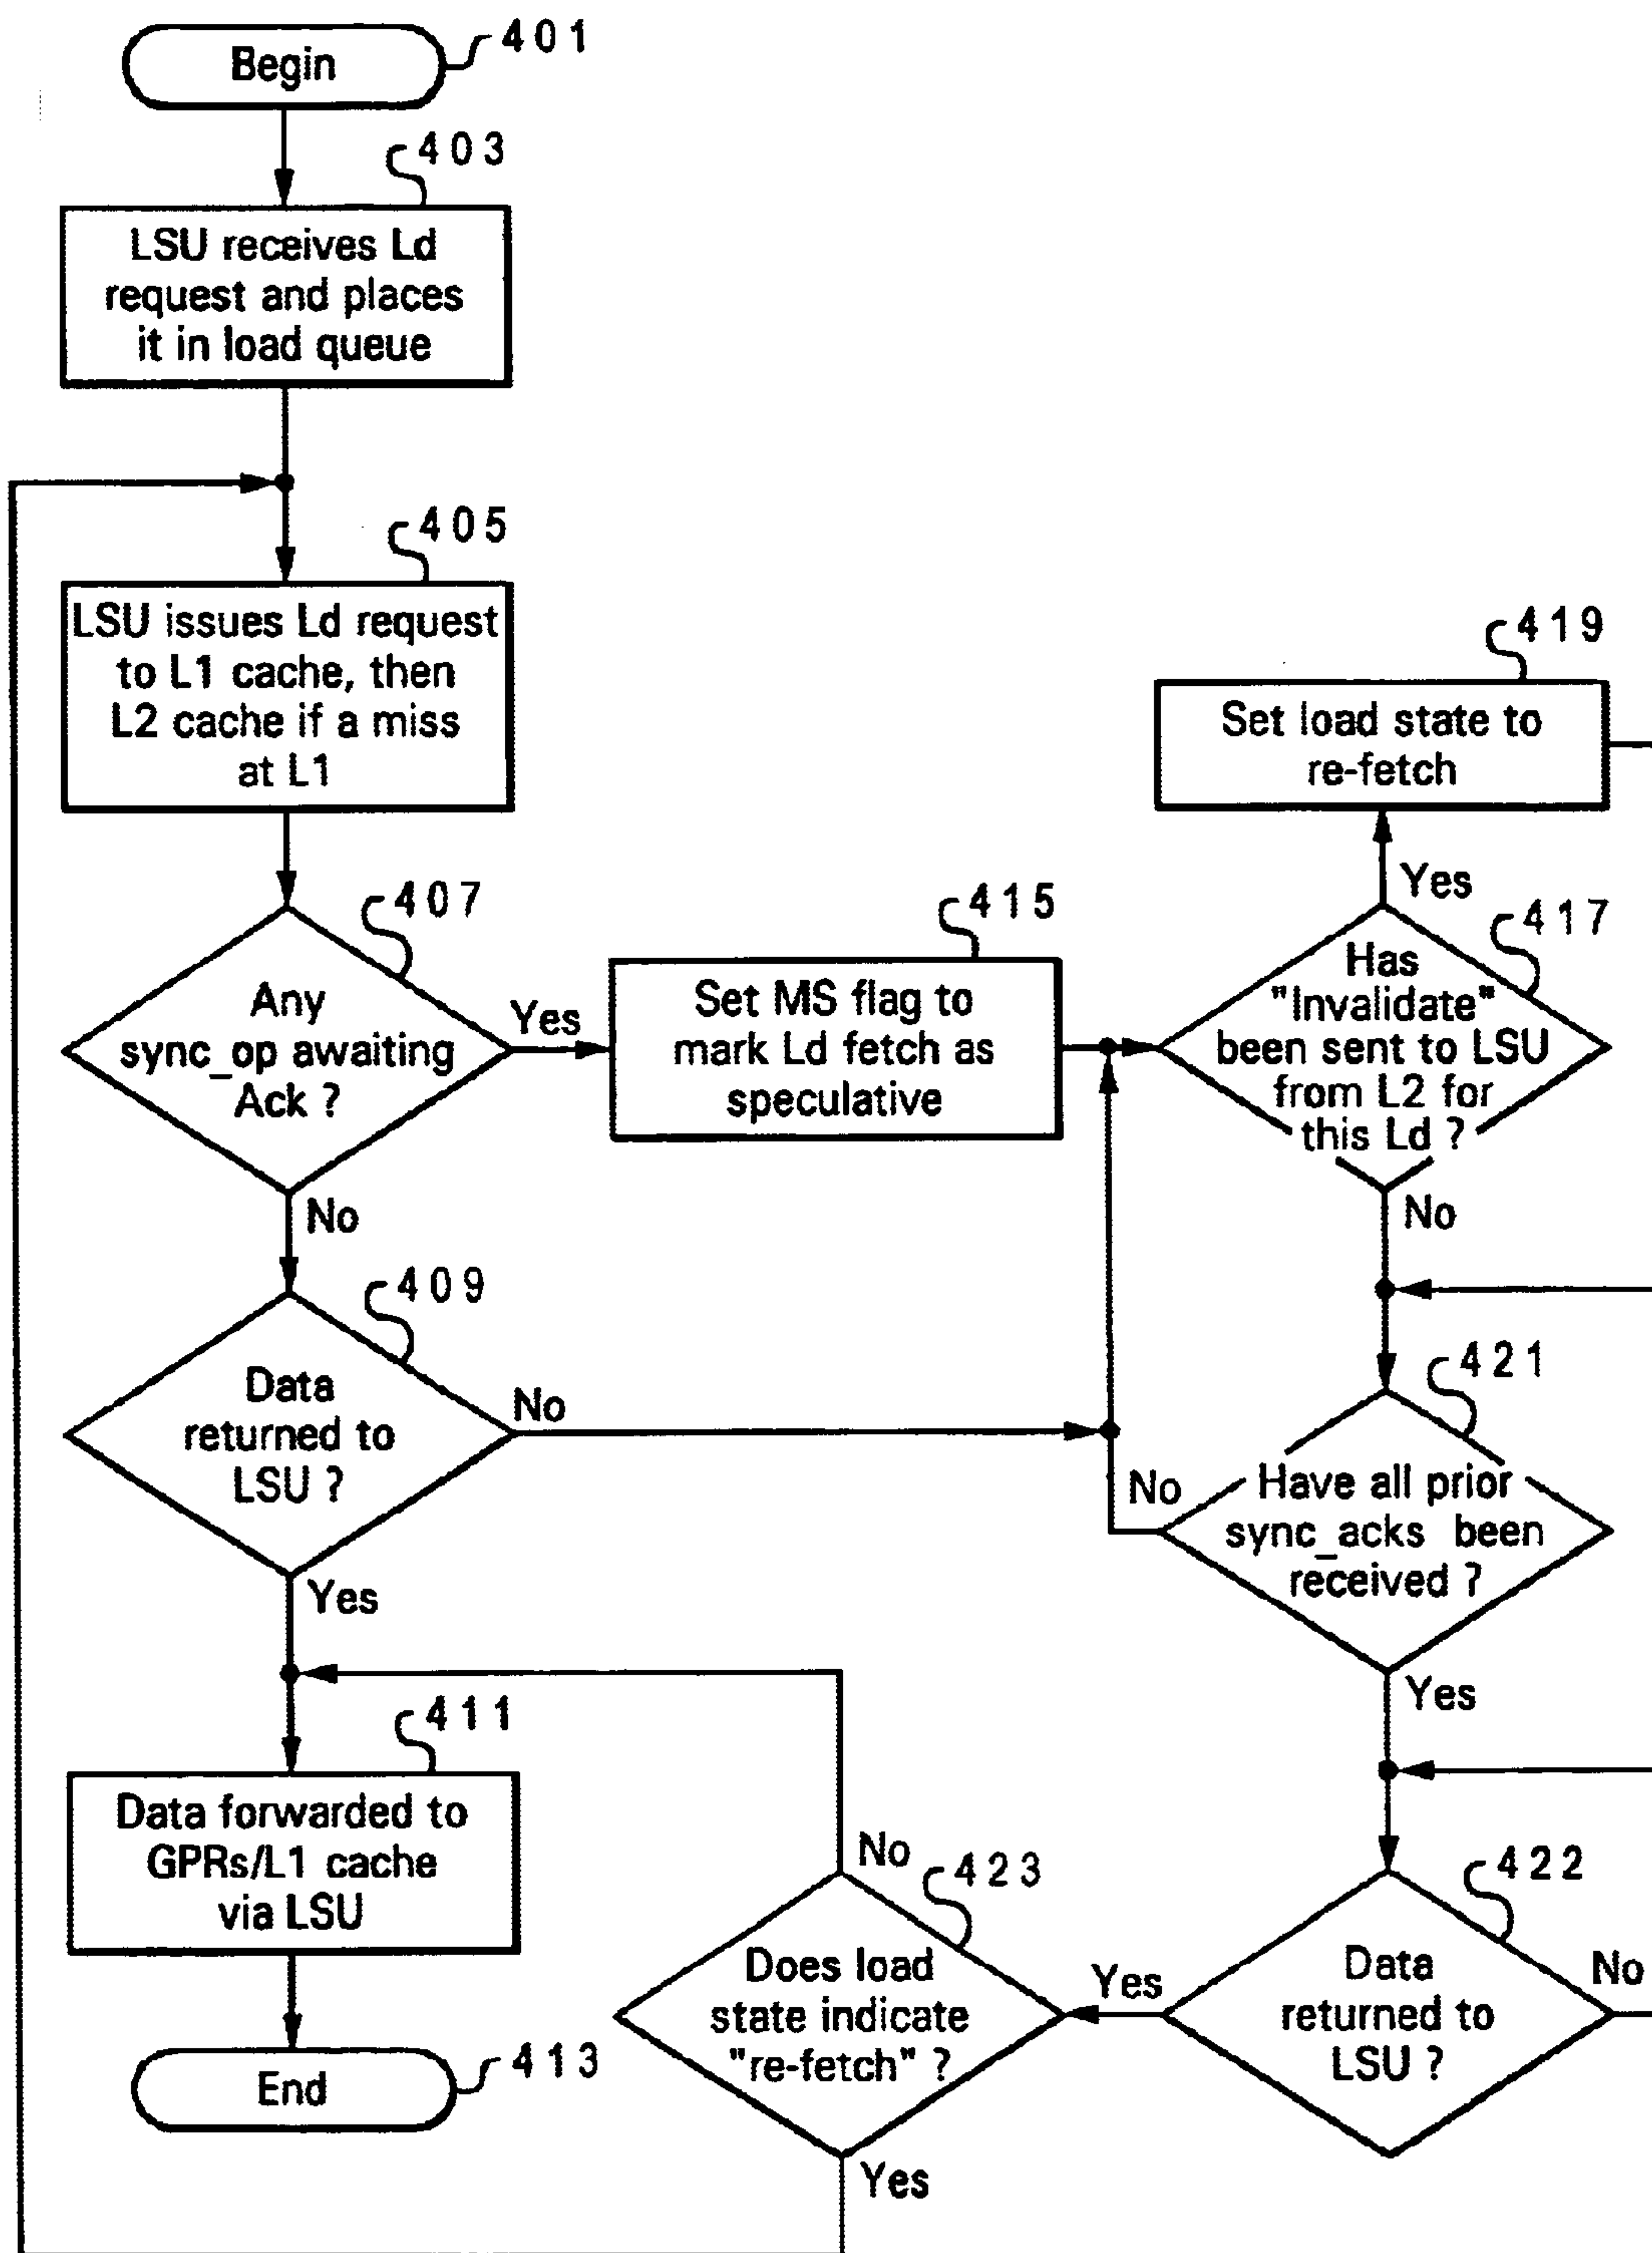 Begin
401
403
LSU receives Ld
request and places
it in load queue
405
LSU issues Ld request
to L1 cache, then
L2 cache if a miss
at L1
407
Any
sync_op awaiting
Ack ?
Yes
No
415
Set MS flag to
mark Ld fetch as
speculative
419
Set load state to
re-fetch
Yes
417
Has
"Invalidate"
been sent to LSU
from L2 for
this Ld ?
No
409
Data
returned to
LSU ?
No
Yes
421
Have all prior
sync_acks been
received ?
No
Yes
411
Data forwarded to
GPRs/L1 cache
via LSU
413
End
422
Data
returned to
LSU ?
No
Yes
423
Does load
state indicate
"re-fetch" ?
No
Yes